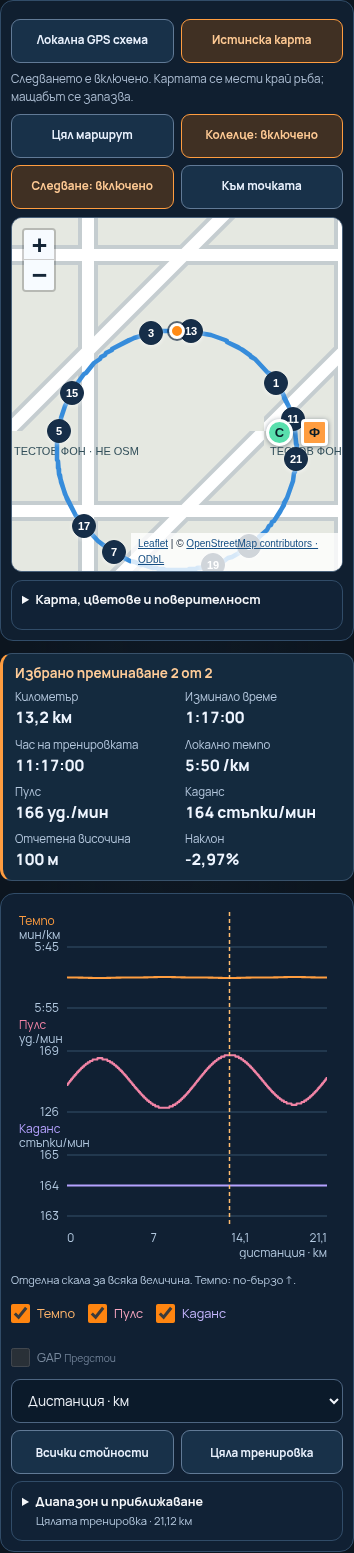 Локална GPS схема
Истинска карта
Следването е включено. Картата се мести край ръба;
мащабът се запазва.
Цял маршрут
Колелце: включено
Следване: включено
Към точката
+
−
3
13
1
15
11
5
С
Ф
ТЕСТОВ ФОН · НЕ OSM
ТЕСТОВ ФОН
21
17
7
19
Leaflet | © OpenStreetMap contributors ·
ODbL
▶ Карта, цветове и поверителност
Избрано преминаване 2 от 2
Километър
Изминало време
13,2 км
1:17:00
Час на тренировката
Локално темпо
11:17:00
5:50 /км
Пулс
Каданс
166 уд./мин
164 стъпки/мин
Отчетена височина
Наклон
100 м
-2,97%
Темпо
мин/км
5:45
5:55
Пулс
уд./мин
169
126
Каданс
стъпки/мин
165
164
163
0
7
14,1
21,1
дистанция · км
Отделна скала за всяка величина. Темпо: по-бързо ↑.
Темпо
Пулс
Каданс
GAP Предстои
Дистанция · км
Всички стойности
Цяла тренировка
▶ Диапазон и приближаване
Цялата тренировка · 21,12 км